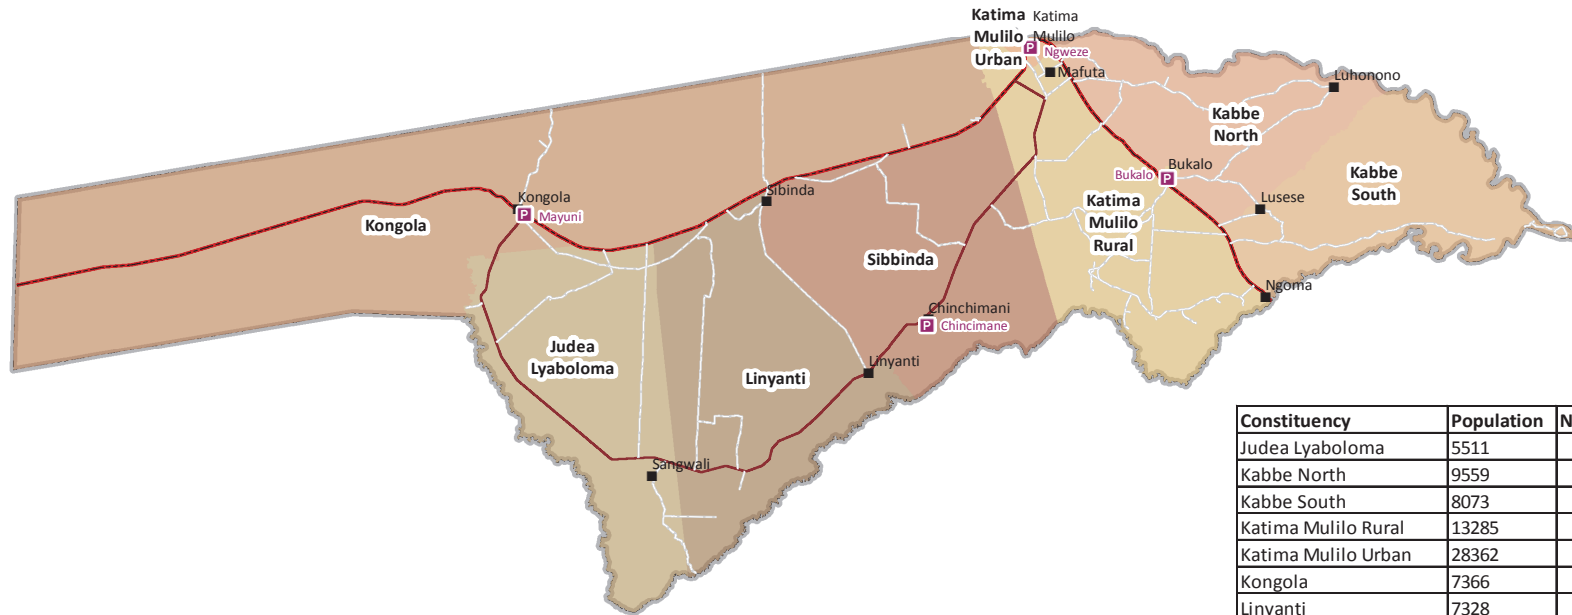 Katima
Mulilo
Urban
Katima
Mulilo
Ngweze
Mafuta
Luhonono
Kabbe
North
Kabbe
South
Bukalo
Bukalo
Lusese
Katima
Mulilo
Rural
Ngoma
Kongola
Mayuni
Kongola
Sibinda
Sibbinda
Chinchimani
Chincimane
Linyanti
Linyanti
Judea
Lyaboloma
Sangwali
Constituency Population N
Judea Lyaboloma 5511
Kabbe North 9559
Kabbe South 8073
Katima Mulilo Rural 13285
Katima Mulilo Urban 28362
Kongola 7366
Linyanti 7328
P
P
P
P